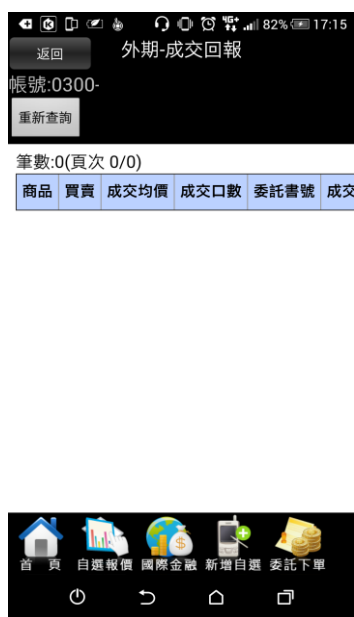 4G+ 82% 17:15
返回 外期-成交回報
帳號:0300-
重新查詢
筆數:0(頁次 0/0)
商品 買賣 成交均價 成交口數 委託書號 成交
首 頁 自選報價 國際金融 新增自選 委託下單